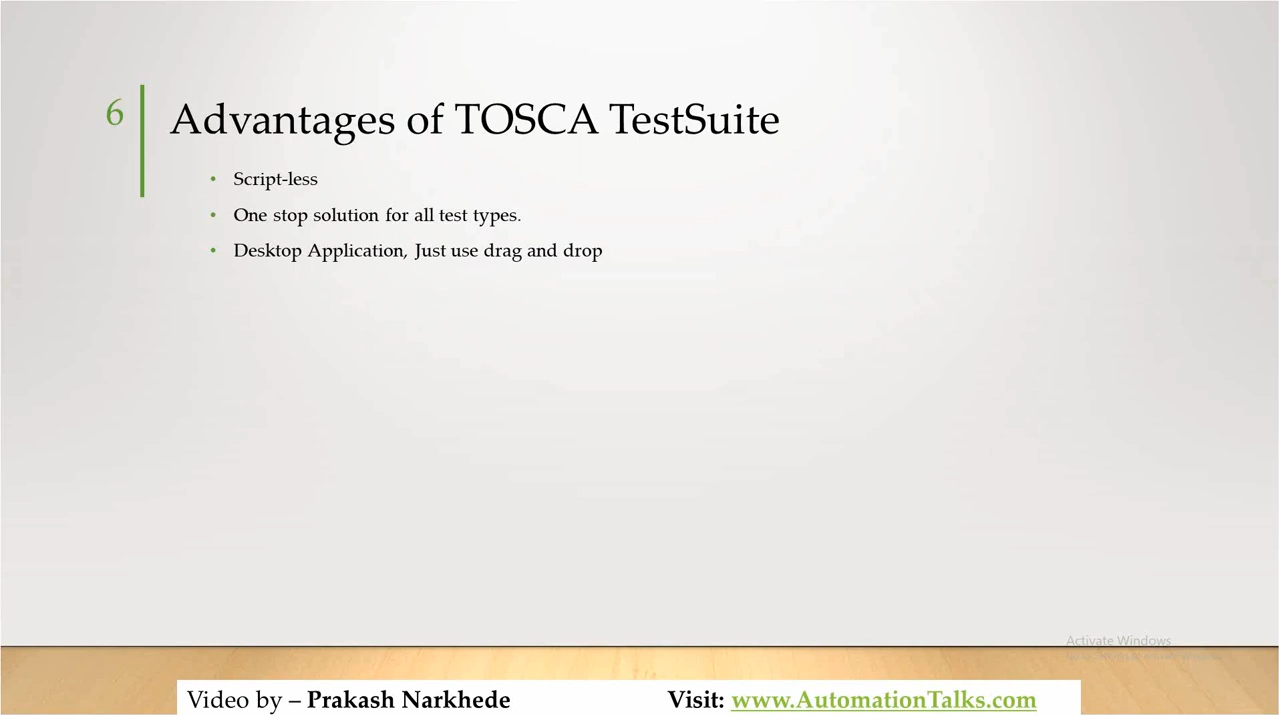 6
Advantages of TOSCA TestSuite
• Script-less
• One stop solution for all test types.
• Desktop Application, Just use drag and drop
Activate Windows
Video by – Prakash Narkhede
Visit: www.AutomationTalks.com